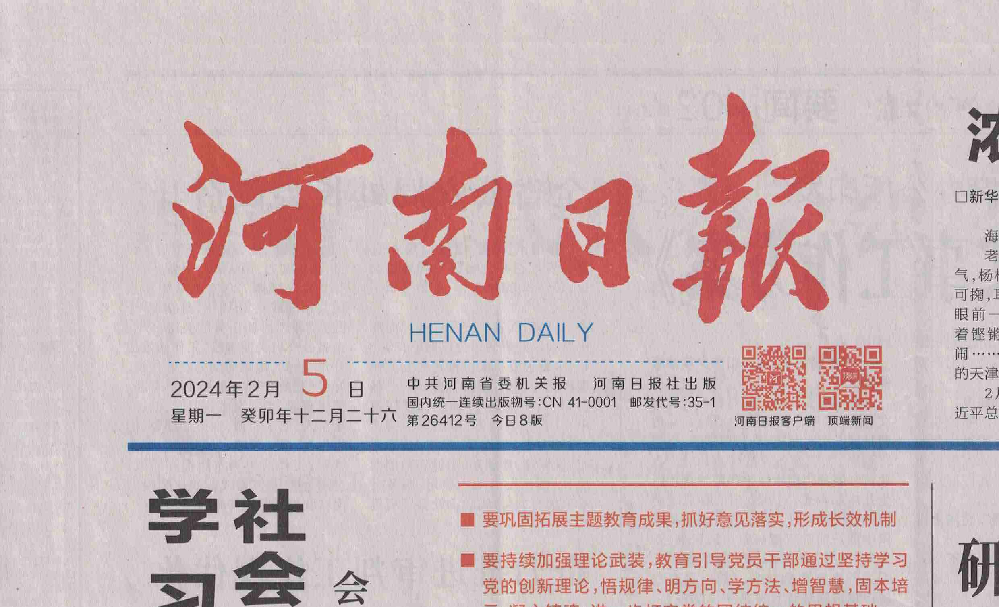 河南日報
HENAN DAILY
2024年2月5日
星期一 癸卯年十二月二十六
中共河南省委机关报 河南日报社出版
国内统一连续出版物号:CN 41-0001 邮发代号:35-1
第26412号 今日8版
顶端
河南日报客户端 顶端新闻
学习
社会
会
■ 要巩固拓展主题教育成果,抓好意见落实,形成长效机制
■ 要持续加强理论武装,教育引导党员干部通过坚持学习
党的创新理论,悟规律、明方向、学方法、增智慧,固本培
浓
□新华
海
老
气,杨
可掬,
眼前一
着铿锵
闹……
的天津
2月
近平总
研